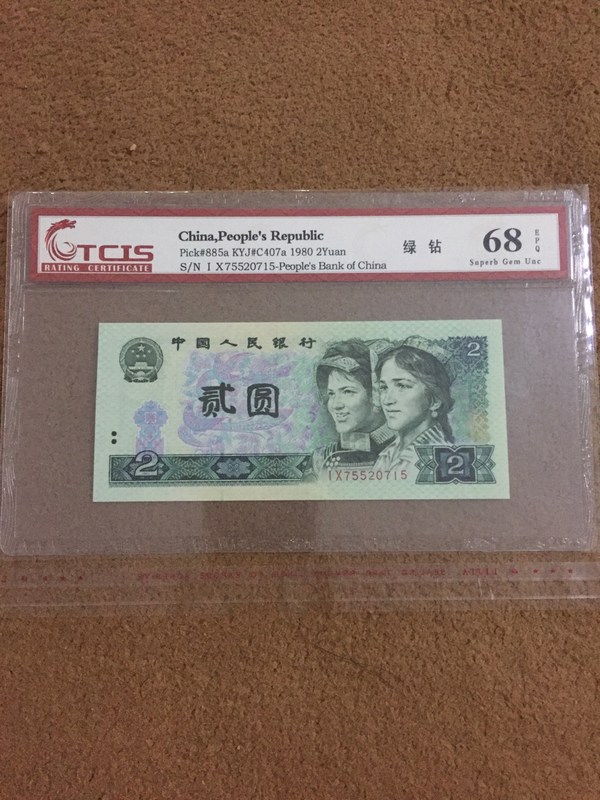 TCIS
RATING CERTIFICATE
China,People's Republic
Pick#885a KYJ#C407a 1980 2Yuan
S/N I X75520715-People's Bank of China
绿钻
68
EPQ
Superb Gem Unc
中国人民银行
2
贰圆
2
2
IX75520715